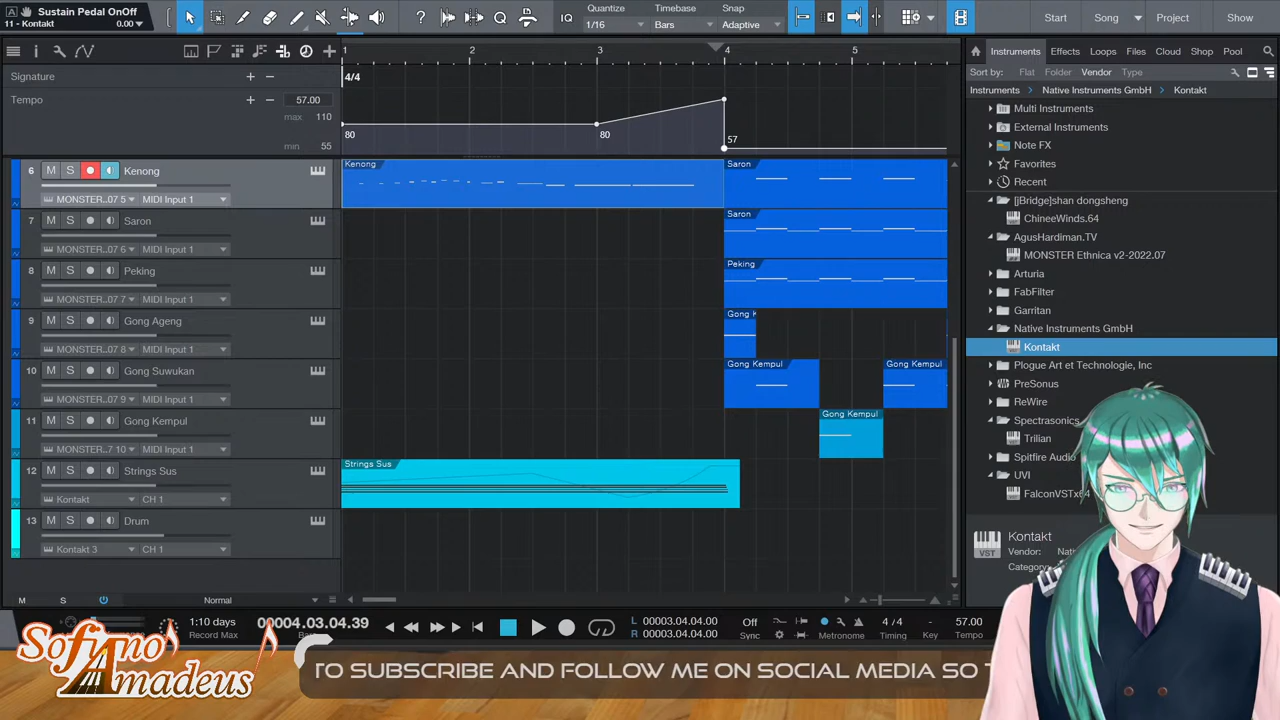 Sustain Pedal OnOff
11 - Kontakt 0.00
IQ
Quantize
1/16
Timebase
Bars
Snap
Adaptive
Start
Song
Project
Show
Signature
Tempo
57.00
max 110
min 55
1 2 3 4 5
4/4
80
80
57
Instruments Effects Loops Files Cloud Shop Pool
Sort by: Flat Folder Vendor Type
Instruments Native Instruments GmbH Kontakt
Multi Instruments
External Instruments
Note FX
Favorites
Recent
[jBridge]shan dongsheng
ChineeWinds.64
AgusHardiman.TV
MONSTER Ethnica v2-2022.07
Arturia
FabFilter
Garritan
Native Instruments GmbH
Kontakt
Plogue Art et Technologie, Inc
PreSonus
ReWire
Spectrasonics
Trilian
Spitfire Aud
UVI
FalconVSTx64
Kontakt
VST
Vendor: Nati
Category:
6 M S Kenong
MONSTER..07 5 MIDI Input 1
7 M S Saron
MONSTER..07 6 MIDI Input 1
8 M S Peking
MONSTER..07 7 MIDI Input 1
9 M S Gong Ageng
MONSTER..07 8 MIDI Input 1
10 M S Gong Suwukan
MONSTER..07 9 MIDI Input 1
11 M S Gong Kempul
MONSTER..7 10 MIDI Input 1
12 M S Strings Sus
Kontakt CH 1
13 M S Drum
Kontakt 3 CH 1
Kenong
Saron
Saron
Peking
Gong K
Gong Kempul
Gong Kempul
Gong Kempul
Strings Sus
M S Normal
1:10 days
Record Max
00004.03.04.39
Bars
L 00003.04.04.00
R 00003.04.04.00
Off
Sync
Metronome
4 / 4
Timing
-
Key
57.00
Tempo
Sofiano
Amadeus
TO SUBSCRIBE AND FOLLOW ME ON SOCIAL MEDIA SO T